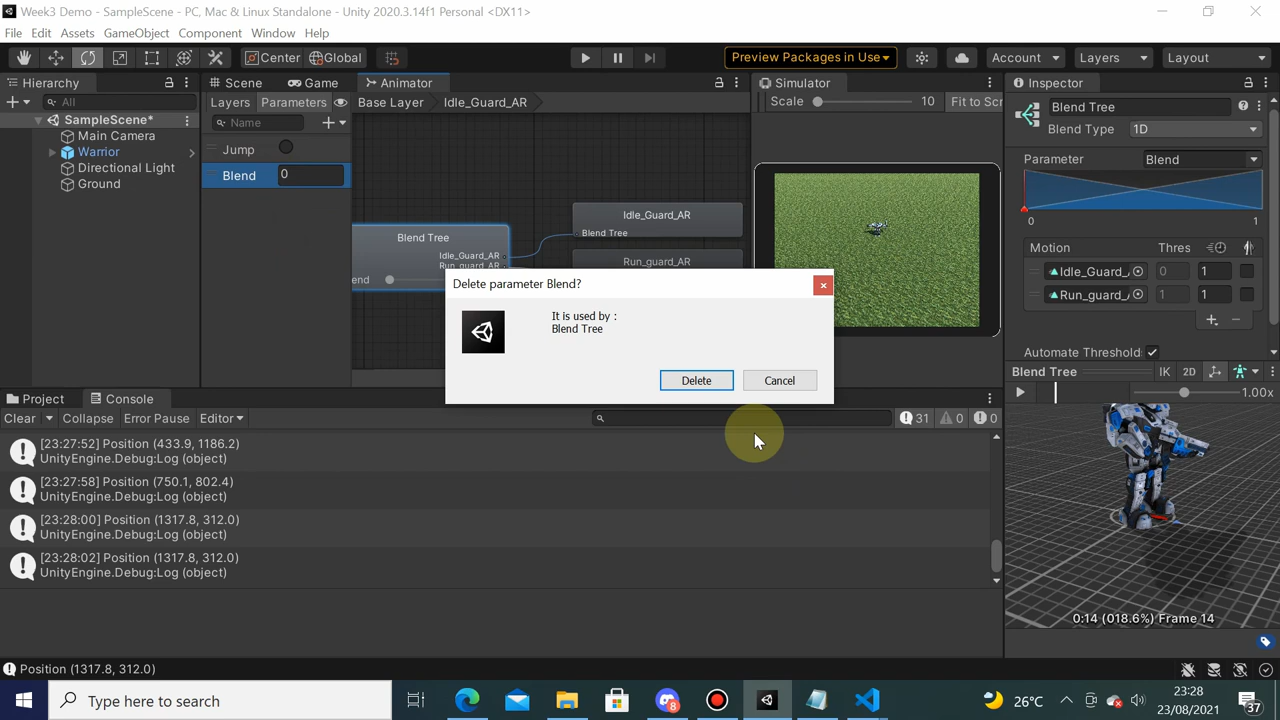 Week3 Demo - SampleScene - PC, Mac & Linux Standalone - Unity 2020.3.14f1 Personal <DX11>
File Edit Assets GameObject Component Window Help
Center Global Preview Packages in Use Account Layers Layout
Hierarchy Scene Game Animator Simulator Inspector
All
Layers Parameters Base Layer Idle_Guard_AR
Scale 10 Fit to Scr
Name
SampleScene*
Main Camera
Warrior
Directional Light
Ground
Jump
Blend 0
Blend Tree
Idle_Guard_AR
Run_guard_AR
end
Idle_Guard_AR
Blend Tree
Run_guard_AR
Blend Tree
Blend Type 1D
Parameter Blend
0 1
Motion Thres
Idle_Guard_A 0 1
Run_guard_A 1 1
Automate Threshold
Delete parameter Blend?
It is used by :
Blend Tree
Delete Cancel
Blend Tree IK 2D
1.00x
0:14 (018.6%) Frame 14
Project Console
Clear Collapse Error Pause Editor 31 0 0
[23:27:52] Position (433.9, 1186.2)
UnityEngine.Debug:Log (object)
[23:27:58] Position (750.1, 802.4)
UnityEngine.Debug:Log (object)
[23:28:00] Position (1317.8, 312.0)
UnityEngine.Debug:Log (object)
[23:28:02] Position (1317.8, 312.0)
UnityEngine.Debug:Log (object)
Position (1317.8, 312.0)
Type here to search
8
26°C
23:28
23/08/2021
37